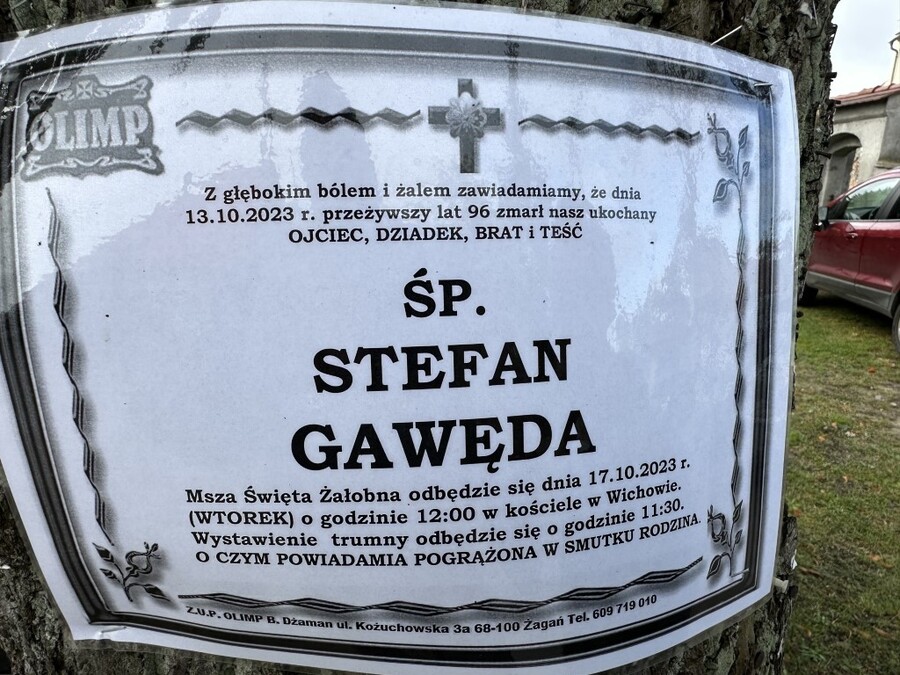 OLIMP
Z głębokim bólem i żalem zawiadamiamy, że dnia
13.10.2023 r. przeżywszy lat 96 zmarł nasz ukochany
OJCIEC, DZIADEK, BRAT i TEŚĆ
ŚP.
STEFAN
GAWĘDA
Msza Święta Żałobna odbędzie się dnia 17.10.2023 r.
(WTOREK) o godzinie 12:00 w kościele w Wichowie.
Wystawienie trumny odbędzie się o godzinie 11:30.
O CZYM POWIADAMIA POGRĄŻONA W SMUTKU RODZINA.
Z.U.P. OLIMP B. Dżaman ul. Kożuchowska 3a 68-100 Żagań Tel. 609 719 010